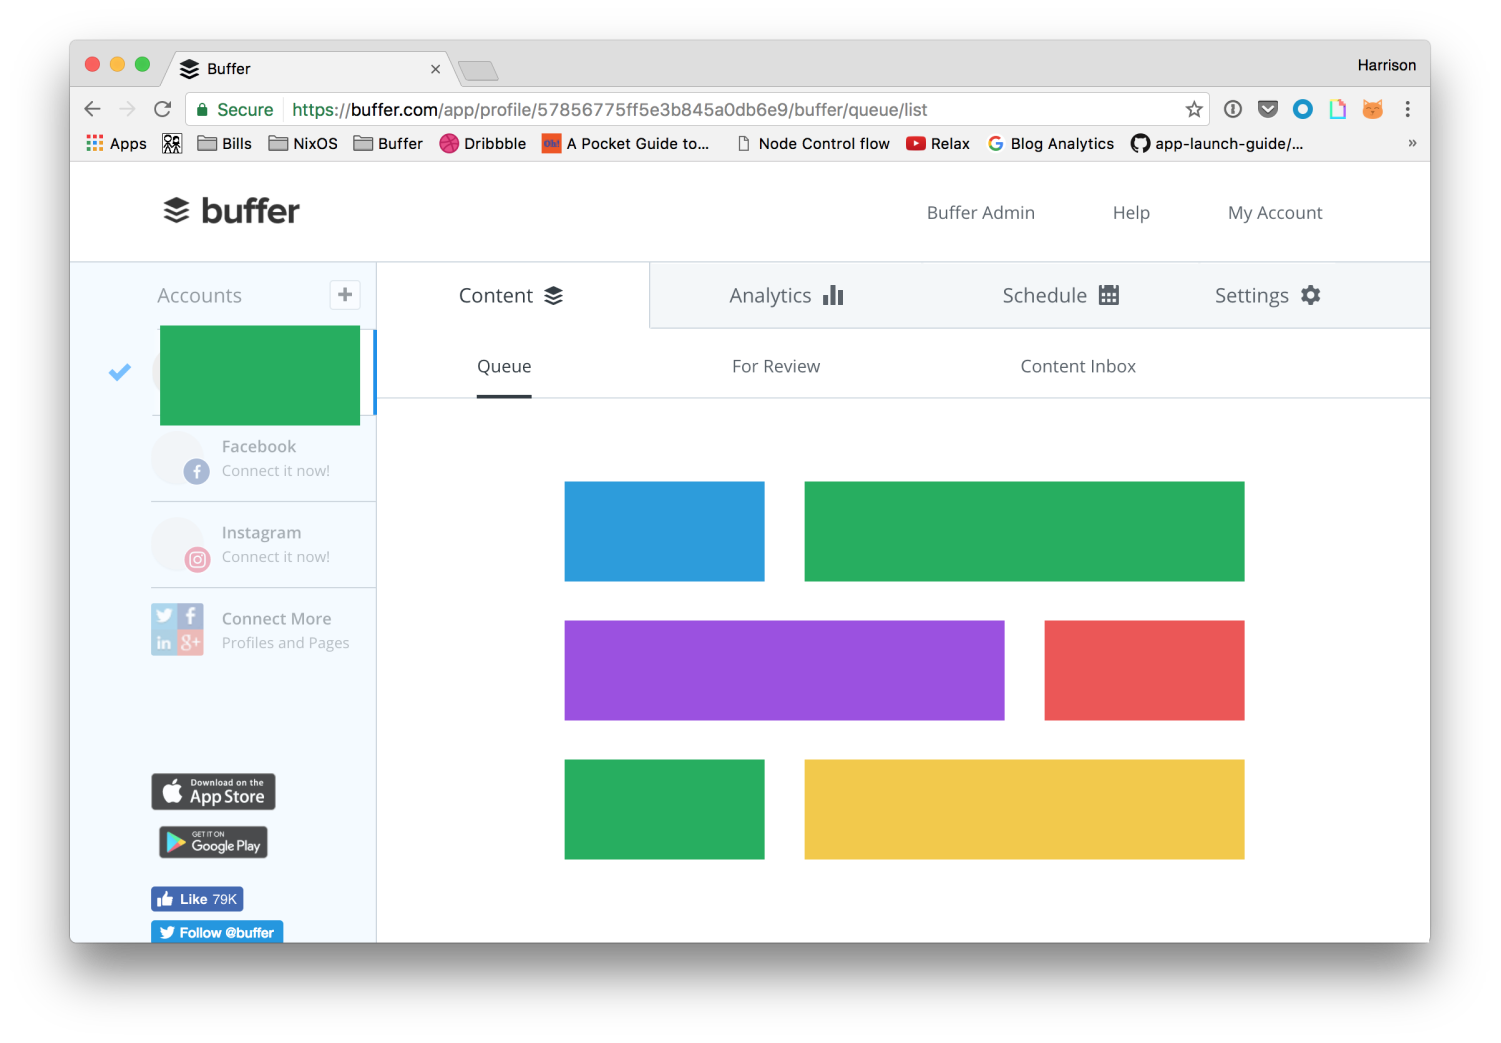 Buffer
Harrison
Secure https://buffer.com/app/profile/57856775ff5e3b845a0db6e9/buffer/queue/list
Apps Bills NixOS Buffer Dribbble Oh! A Pocket Guide to... Node Control flow Relax Blog Analytics app-launch-guide/... »
buffer
Buffer Admin Help My Account
Accounts +
Content Analytics Schedule Settings
Queue For Review Content Inbox
Facebook
Connect it now!
Instagram
Connect it now!
Connect More
Profiles and Pages
in g+
Download on the
App Store
GET IT ON
Google Play
Like 79K
Follow @buffer